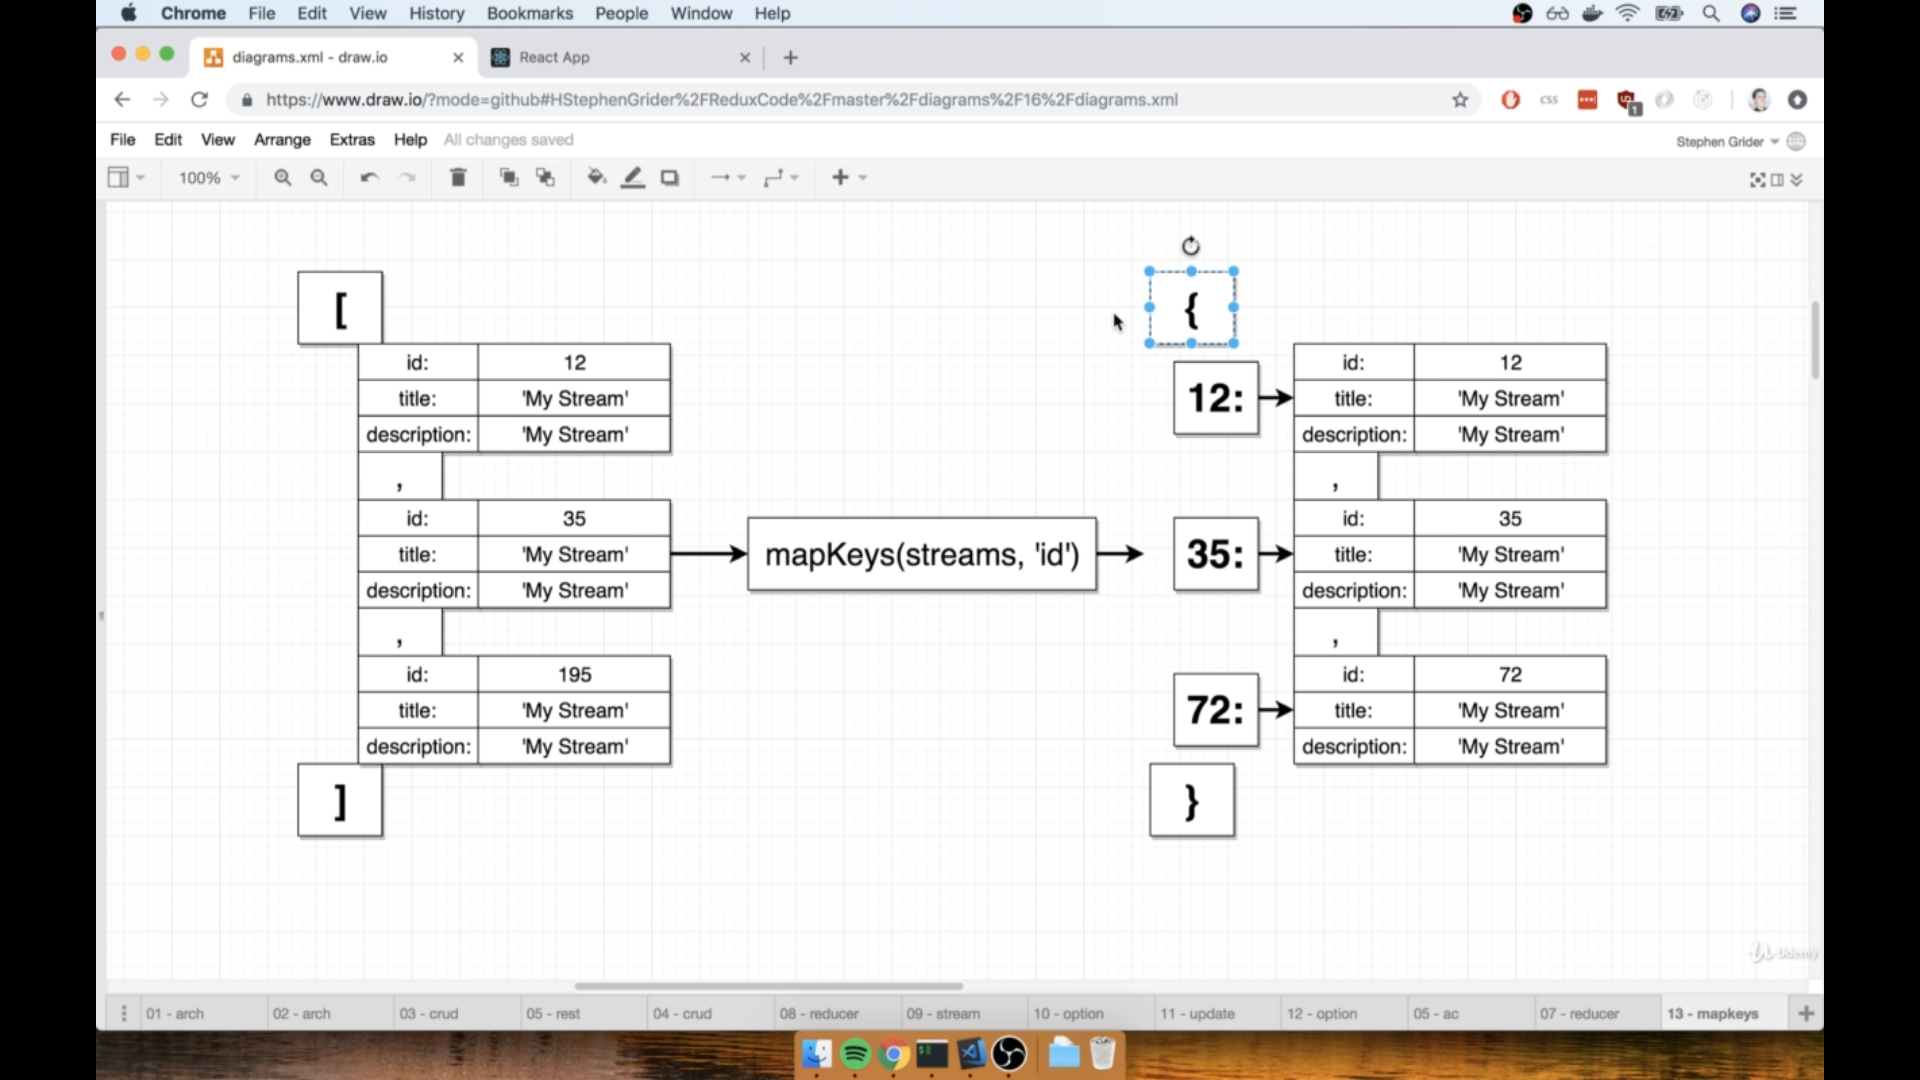 Chrome File Edit View History Bookmarks People Window Help
diagrams.xml - draw.io
React App
https://www.draw.io/?mode=github#HStephenGrider%2FReduxCode%2Fmaster%2Fdiagrams%2F16%2Fdiagrams.xml
CSS
1
File Edit View Arrange Extras Help All changes saved
Stephen Grider
100%
[
id: 12
title: 'My Stream'
description: 'My Stream'
,
id: 35
title: 'My Stream'
description: 'My Stream'
,
id: 195
title: 'My Stream'
description: 'My Stream'
]
mapKeys(streams, 'id')
{
12:
id: 12
title: 'My Stream'
description: 'My Stream'
,
35:
id: 35
title: 'My Stream'
description: 'My Stream'
,
72:
id: 72
title: 'My Stream'
description: 'My Stream'
}
Udemy
01 - arch 02 - arch 03 - crud 05 - rest 04 - crud 08 - reducer 09 - stream 10 - option 11 - update 12 - option 05 - ac 07 - reducer 13 - mapkeys